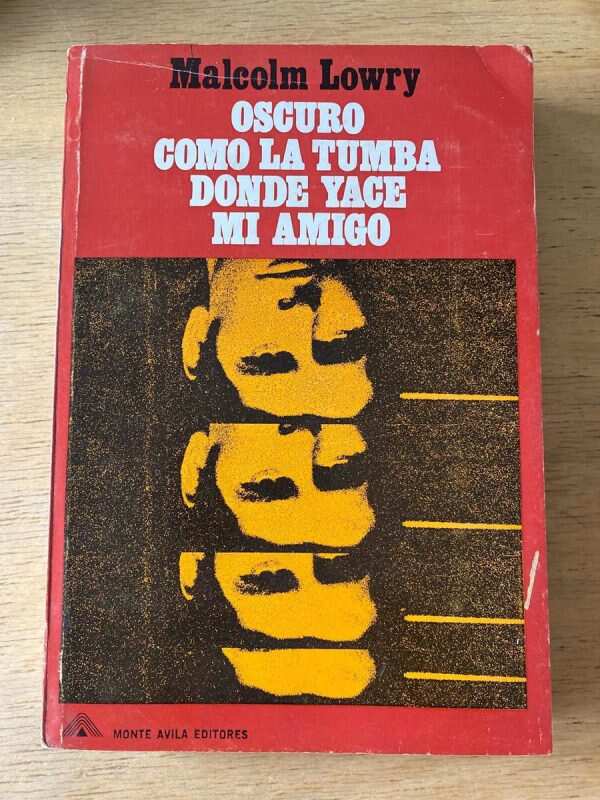 Malcolm Lowry
OSCURO
COMO LA TUMBA
DONDE YACE
MI AMIGO
MONTE AVILA EDITORES